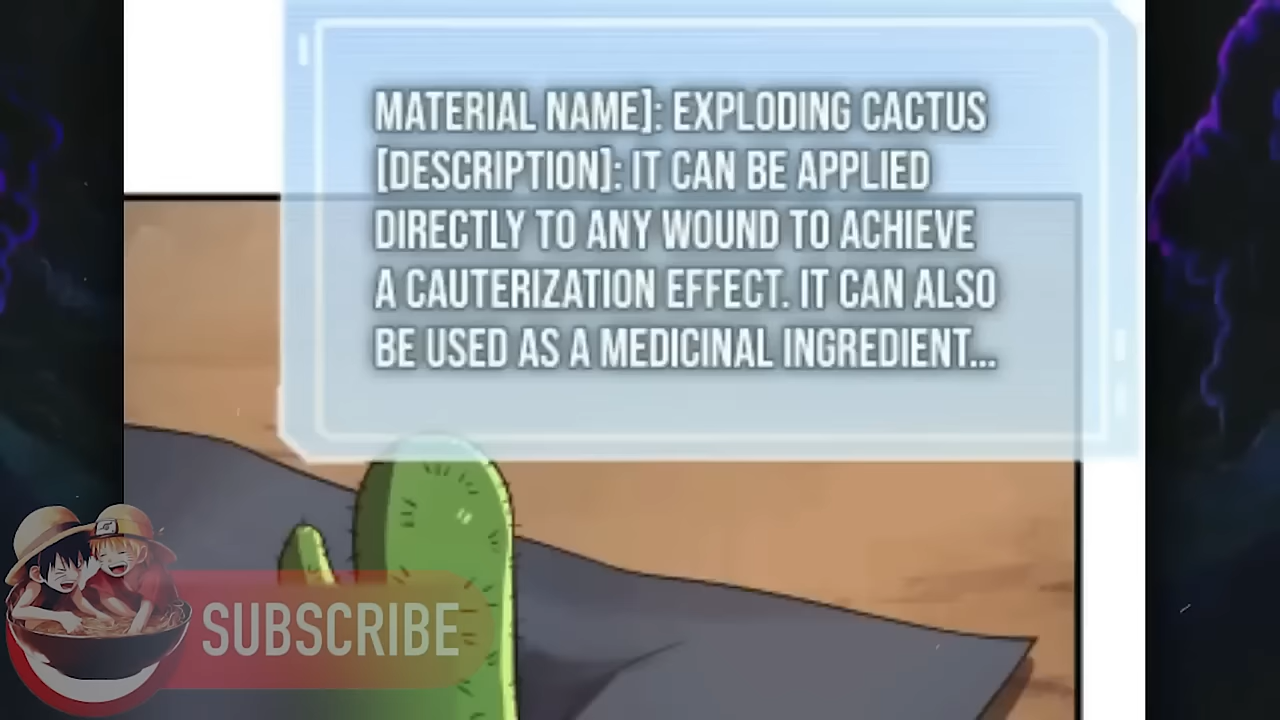 MATERIAL NAME]: EXPLODING CACTUS
[DESCRIPTION]: IT CAN BE APPLIED
DIRECTLY TO ANY WOUND TO ACHIEVE
A CAUTERIZATION EFFECT. IT CAN ALSO
BE USED AS A MEDICINAL INGREDIENT...
SUBSCRIBE